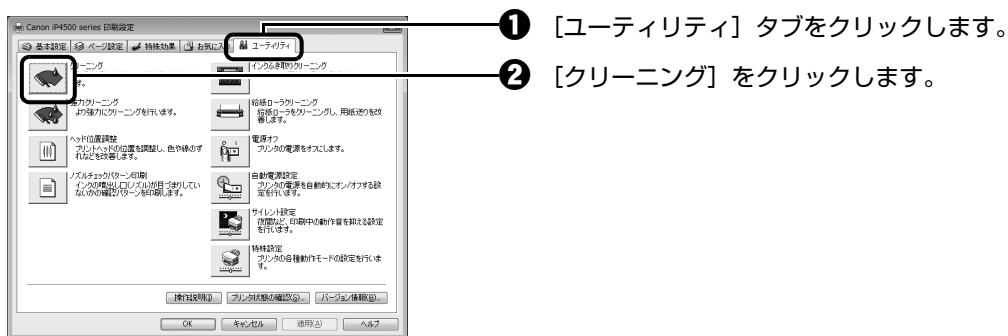 Canon iP4500 series 印刷設定
基本設定 ページ設定 特殊効果 お気に入り ユーティリティ
クリーニング
す。
強力クリーニング
より強力にクリーニングを行います。
ヘッド位置調整
プリントヘッドの位置を調整し、色や線のず
れなどを改善します。
ノズルチェックパターン印刷
インクの噴出し口(ノズル)が目づまりしてい
ないかの確認パターンを印刷します。
インクふき取りクリーニング
給紙ローラクリーニング
給紙ローラをクリーニングし、用紙送りを改
善します。
電源オフ
プリンタの電源をオフにします。
自動電源設定
プリンタの電源を自動的にオン/オフする設
定を行います。
サイレント設定
夜間など、印刷中の動作音を抑える設定
を行います。
特殊設定
プリンタの各種動作モードの設定を行いま
す。
操作説明(I) プリンタ状態の確認(S)... バージョン情報(B)...
OK キャンセル 適用(A) ヘルプ
❶ [ユーティリティ] タブをクリックします。
❷ [クリーニング] をクリックします。